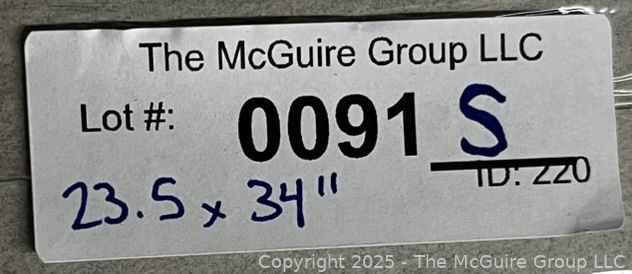 The McGuire Group LLC
Lot #: 0091 S
ID: 220
23.5 x 34"
Copyright 2025 - The McGuire Group LLC